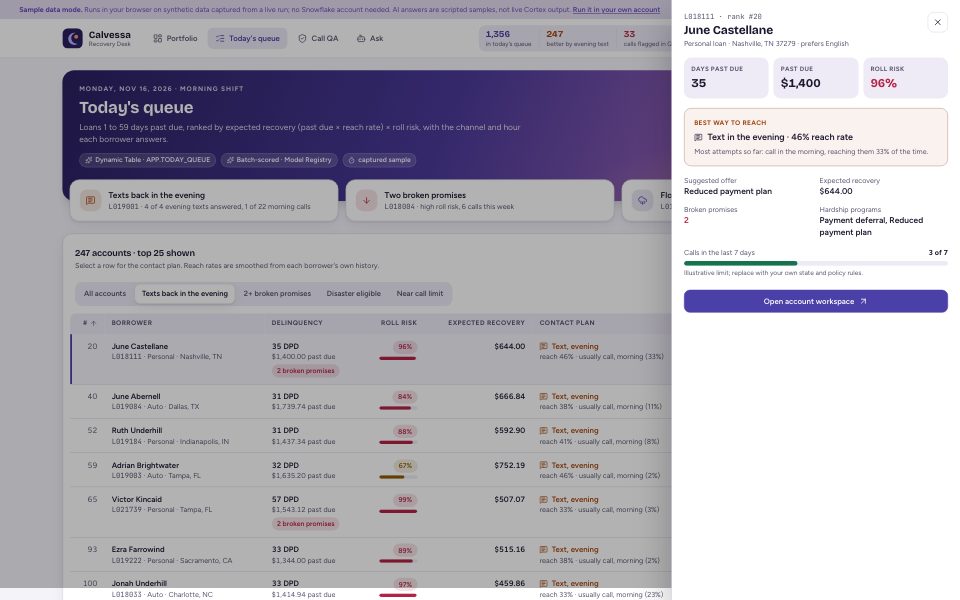 Sample data mode. Runs in your browser on synthetic data captured from a live run; no Snowflake account needed. AI answers are scripted samples, not live Cortex output. Run it in your own account
Calvessa
Recovery Desk
Portfolio
Today's queue
Call QA
Ask
1,356
in today's queue
247
better by evening text
33
calls flagged in Q
MONDAY, NOV 16, 2026 · MORNING SHIFT
Today's queue
Loans 1 to 59 days past due, ranked by expected recovery (past due × reach rate) × roll risk, with the channel and hour
each borrower answers.
Dynamic Table · APP.TODAY_QUEUE
Batch-scored · Model Registry
captured sample
Texts back in the evening
L019001 · 4 of 4 evening texts answered, 1 of 22 morning calls
Two broken promises
L018004 · high roll risk, 6 calls this week
247 accounts · top 25 shown
Select a row for the contact plan. Reach rates are smoothed from each borrower's own history.
All accounts
Texts back in the evening
2+ broken promises
Disaster eligible
Near call limit
# ↑ BORROWER DELINQUENCY ROLL RISK EXPECTED RECOVERY CONTACT PLAN
20 June Castellane 35 DPD 96% $644.00 Text, evening
L018111 · Personal · Nashville, TN $1,400.00 past due reach 46% · usually call, morning (33%)
2 broken promises
40 June Abernell 31 DPD 84% $666.84 Text, evening
L019084 · Auto · Dallas, TX $1,739.74 past due reach 38% · usually call, morning (11%)
52 Ruth Underhill 31 DPD 88% $592.90 Text, evening
L019184 · Personal · Indianapolis, IN $1,437.34 past due reach 41% · usually call, morning (8%)
59 Adrian Brightwater 32 DPD 67% $752.19 Text, evening
L019003 · Auto · Tampa, FL $1,635.20 past due reach 46% · usually call, morning (2%)
65 Victor Kincaid 57 DPD 99% $507.07 Text, evening
L021739 · Personal · Tampa, FL $1,543.12 past due reach 33% · usually call, morning (3%)
2 broken promises
93 Ezra Farrowind 33 DPD 89% $515.16 Text, evening
L019222 · Personal · Sacramento, CA $1,344.00 past due reach 38% · usually call, morning (2%)
100 Jonah Underhill 33 DPD 97% $459.86 Text, evening
L018033 · Auto · Charlotte, NC $1,414.94 past due reach 33% · usually call, morning (23%)
L018111 · rank #20
June Castellane
Personal loan · Nashville, TN 37279 · prefers English
DAYS PAST DUE
35
PAST DUE
$1,400
ROLL RISK
96%
BEST WAY TO REACH
Text in the evening · 46% reach rate
Most attempts so far: call in the morning, reaching them 33% of the time.
Suggested offer
Reduced payment plan
Expected recovery
$644.00
Broken promises
2
Hardship programs
Payment deferral, Reduced
payment plan
Calls in the last 7 days 3 of 7
Illustrative limit; replace with your own state and policy rules.
Open account workspace